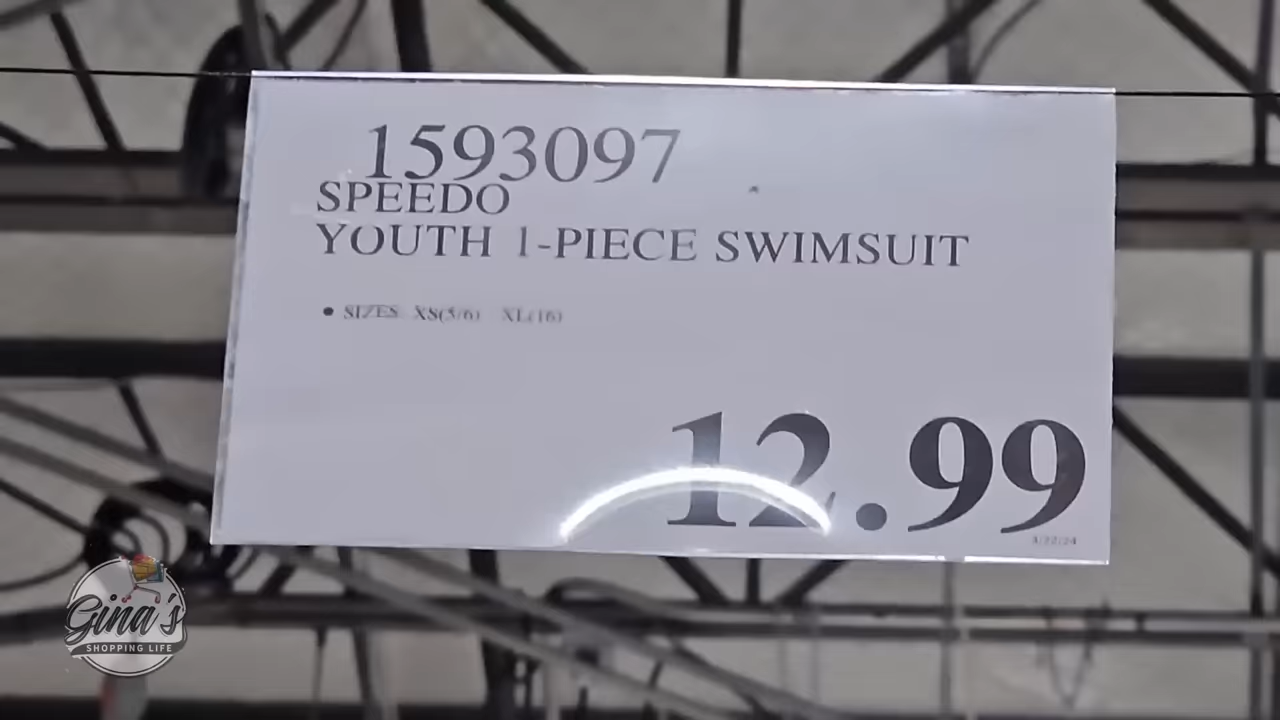 1593097
SPEEDO
YOUTH 1-PIECE SWIMSUIT
• SIZES XS(5/6) XL(16)
12.99
Gina's
SHOPPING LIFE